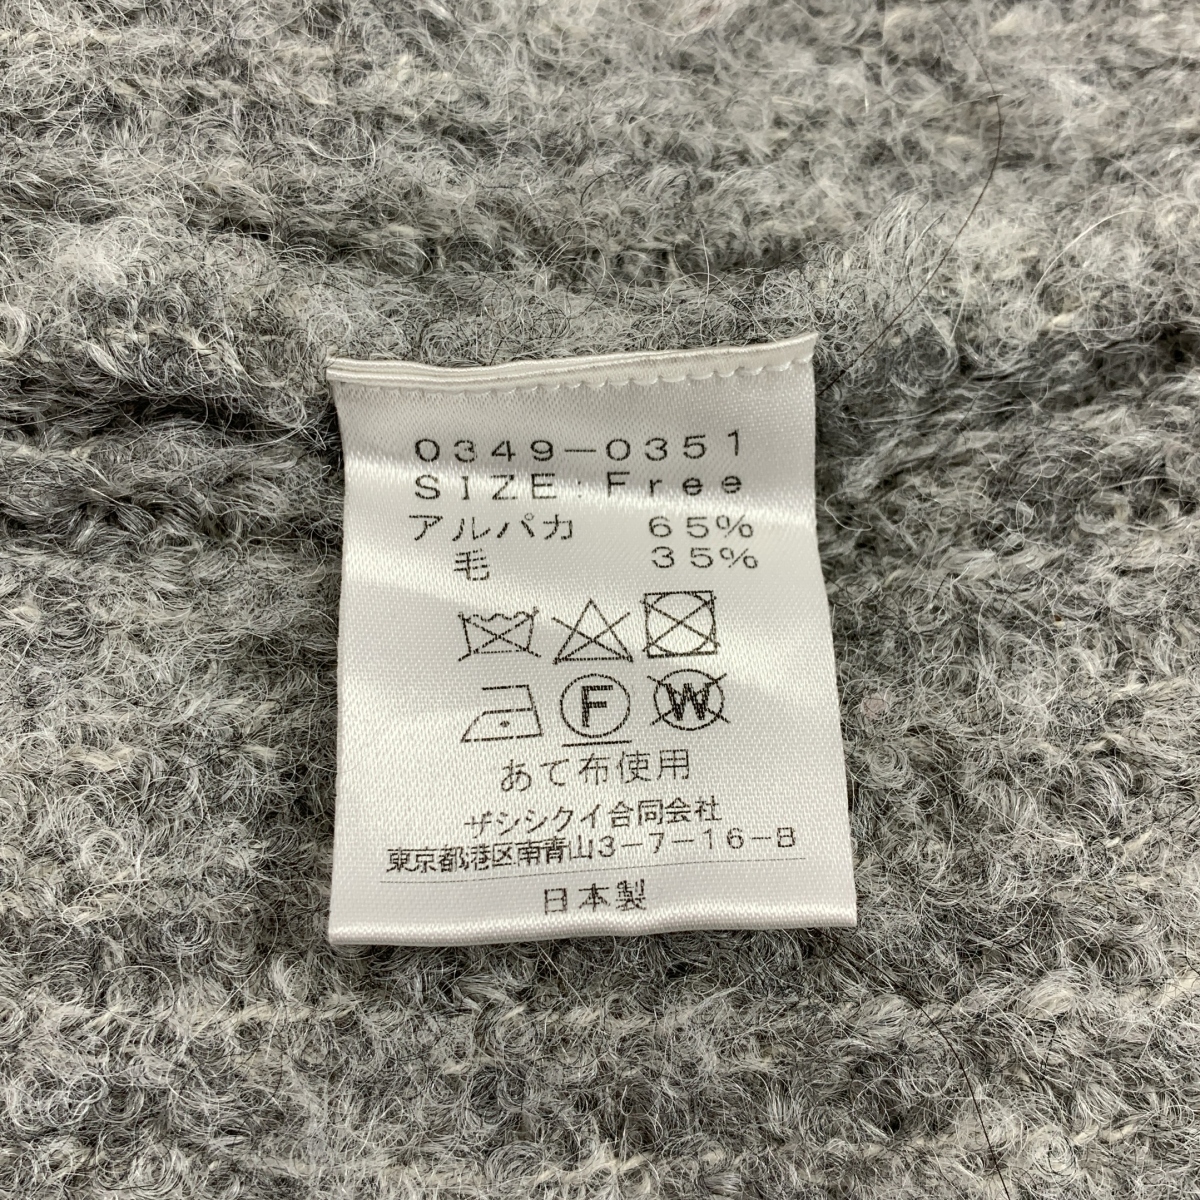 0349-0351
SIZE:Free
アルパカ 65%
毛 35%
F W
あて布使用
ザシシクイ合同会社
東京都港区南青山3-7-16-B
日本製